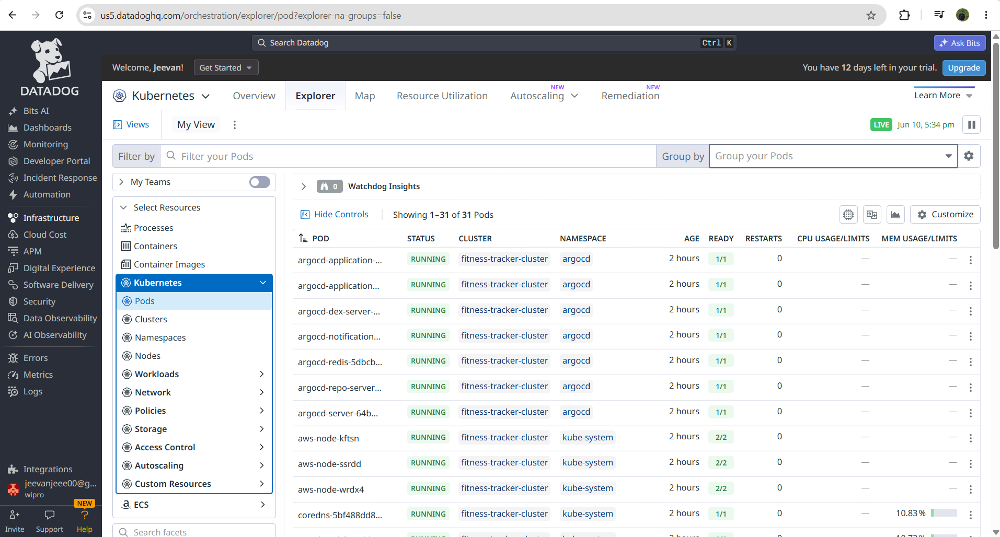 us5.datadoghq.com/orchestration/explorer/pod?explorer-na-groups=false
DATADOG
Bits AI
Dashboards
Monitoring
Developer Portal
Incident Response
Automation
Infrastructure
Cloud Cost
APM
Digital Experience
Software Delivery
Security
Data Observability
AI Observability
Errors
Metrics
Logs
Integrations
jeevanjeee00@g...
wipro
NEW
Invite Support Help
Search Datadog Ctrl K
Ask Bits
Welcome, Jeevan! Get Started
You have 12 days left in your trial. Upgrade
Kubernetes Overview Explorer Map Resource Utilization Autoscaling NEW Remediation NEW Learn More
Views My View
LIVE Jun 10, 5:34 pm
Filter by Filter your Pods Group by Group your Pods
My Teams
Select Resources
Processes
Containers
Container Images
Kubernetes
Pods
Clusters
Namespaces
Nodes
Workloads
Network
Policies
Storage
Access Control
Autoscaling
Custom Resources
ECS
Search facets
0 Watchdog Insights
Hide Controls Showing 1–31 of 31 Pods Customize
POD STATUS CLUSTER NAMESPACE AGE READY RESTARTS CPU USAGE/LIMITS MEM USAGE/LIMITS
argocd-application-... RUNNING fitness-tracker-cluster argocd 2 hours 1/1 0 — —
argocd-application... RUNNING fitness-tracker-cluster argocd 2 hours 1/1 0 — —
argocd-dex-server-... RUNNING fitness-tracker-cluster argocd 2 hours 1/1 0 — —
argocd-notification... RUNNING fitness-tracker-cluster argocd 2 hours 1/1 0 — —
argocd-redis-5dbcb... RUNNING fitness-tracker-cluster argocd 2 hours 1/1 0 — —
argocd-repo-server... RUNNING fitness-tracker-cluster argocd 2 hours 1/1 0 — —
argocd-server-64b... RUNNING fitness-tracker-cluster argocd 2 hours 1/1 0 — —
aws-node-kftsn RUNNING fitness-tracker-cluster kube-system 2 hours 2/2 0 — —
aws-node-ssrdd RUNNING fitness-tracker-cluster kube-system 2 hours 2/2 0 — —
aws-node-wrdx4 RUNNING fitness-tracker-cluster kube-system 2 hours 2/2 0 — —
coredns-5bf488dd8... RUNNING fitness-tracker-cluster kube-system 2 hours 1/1 0 — 10.83%